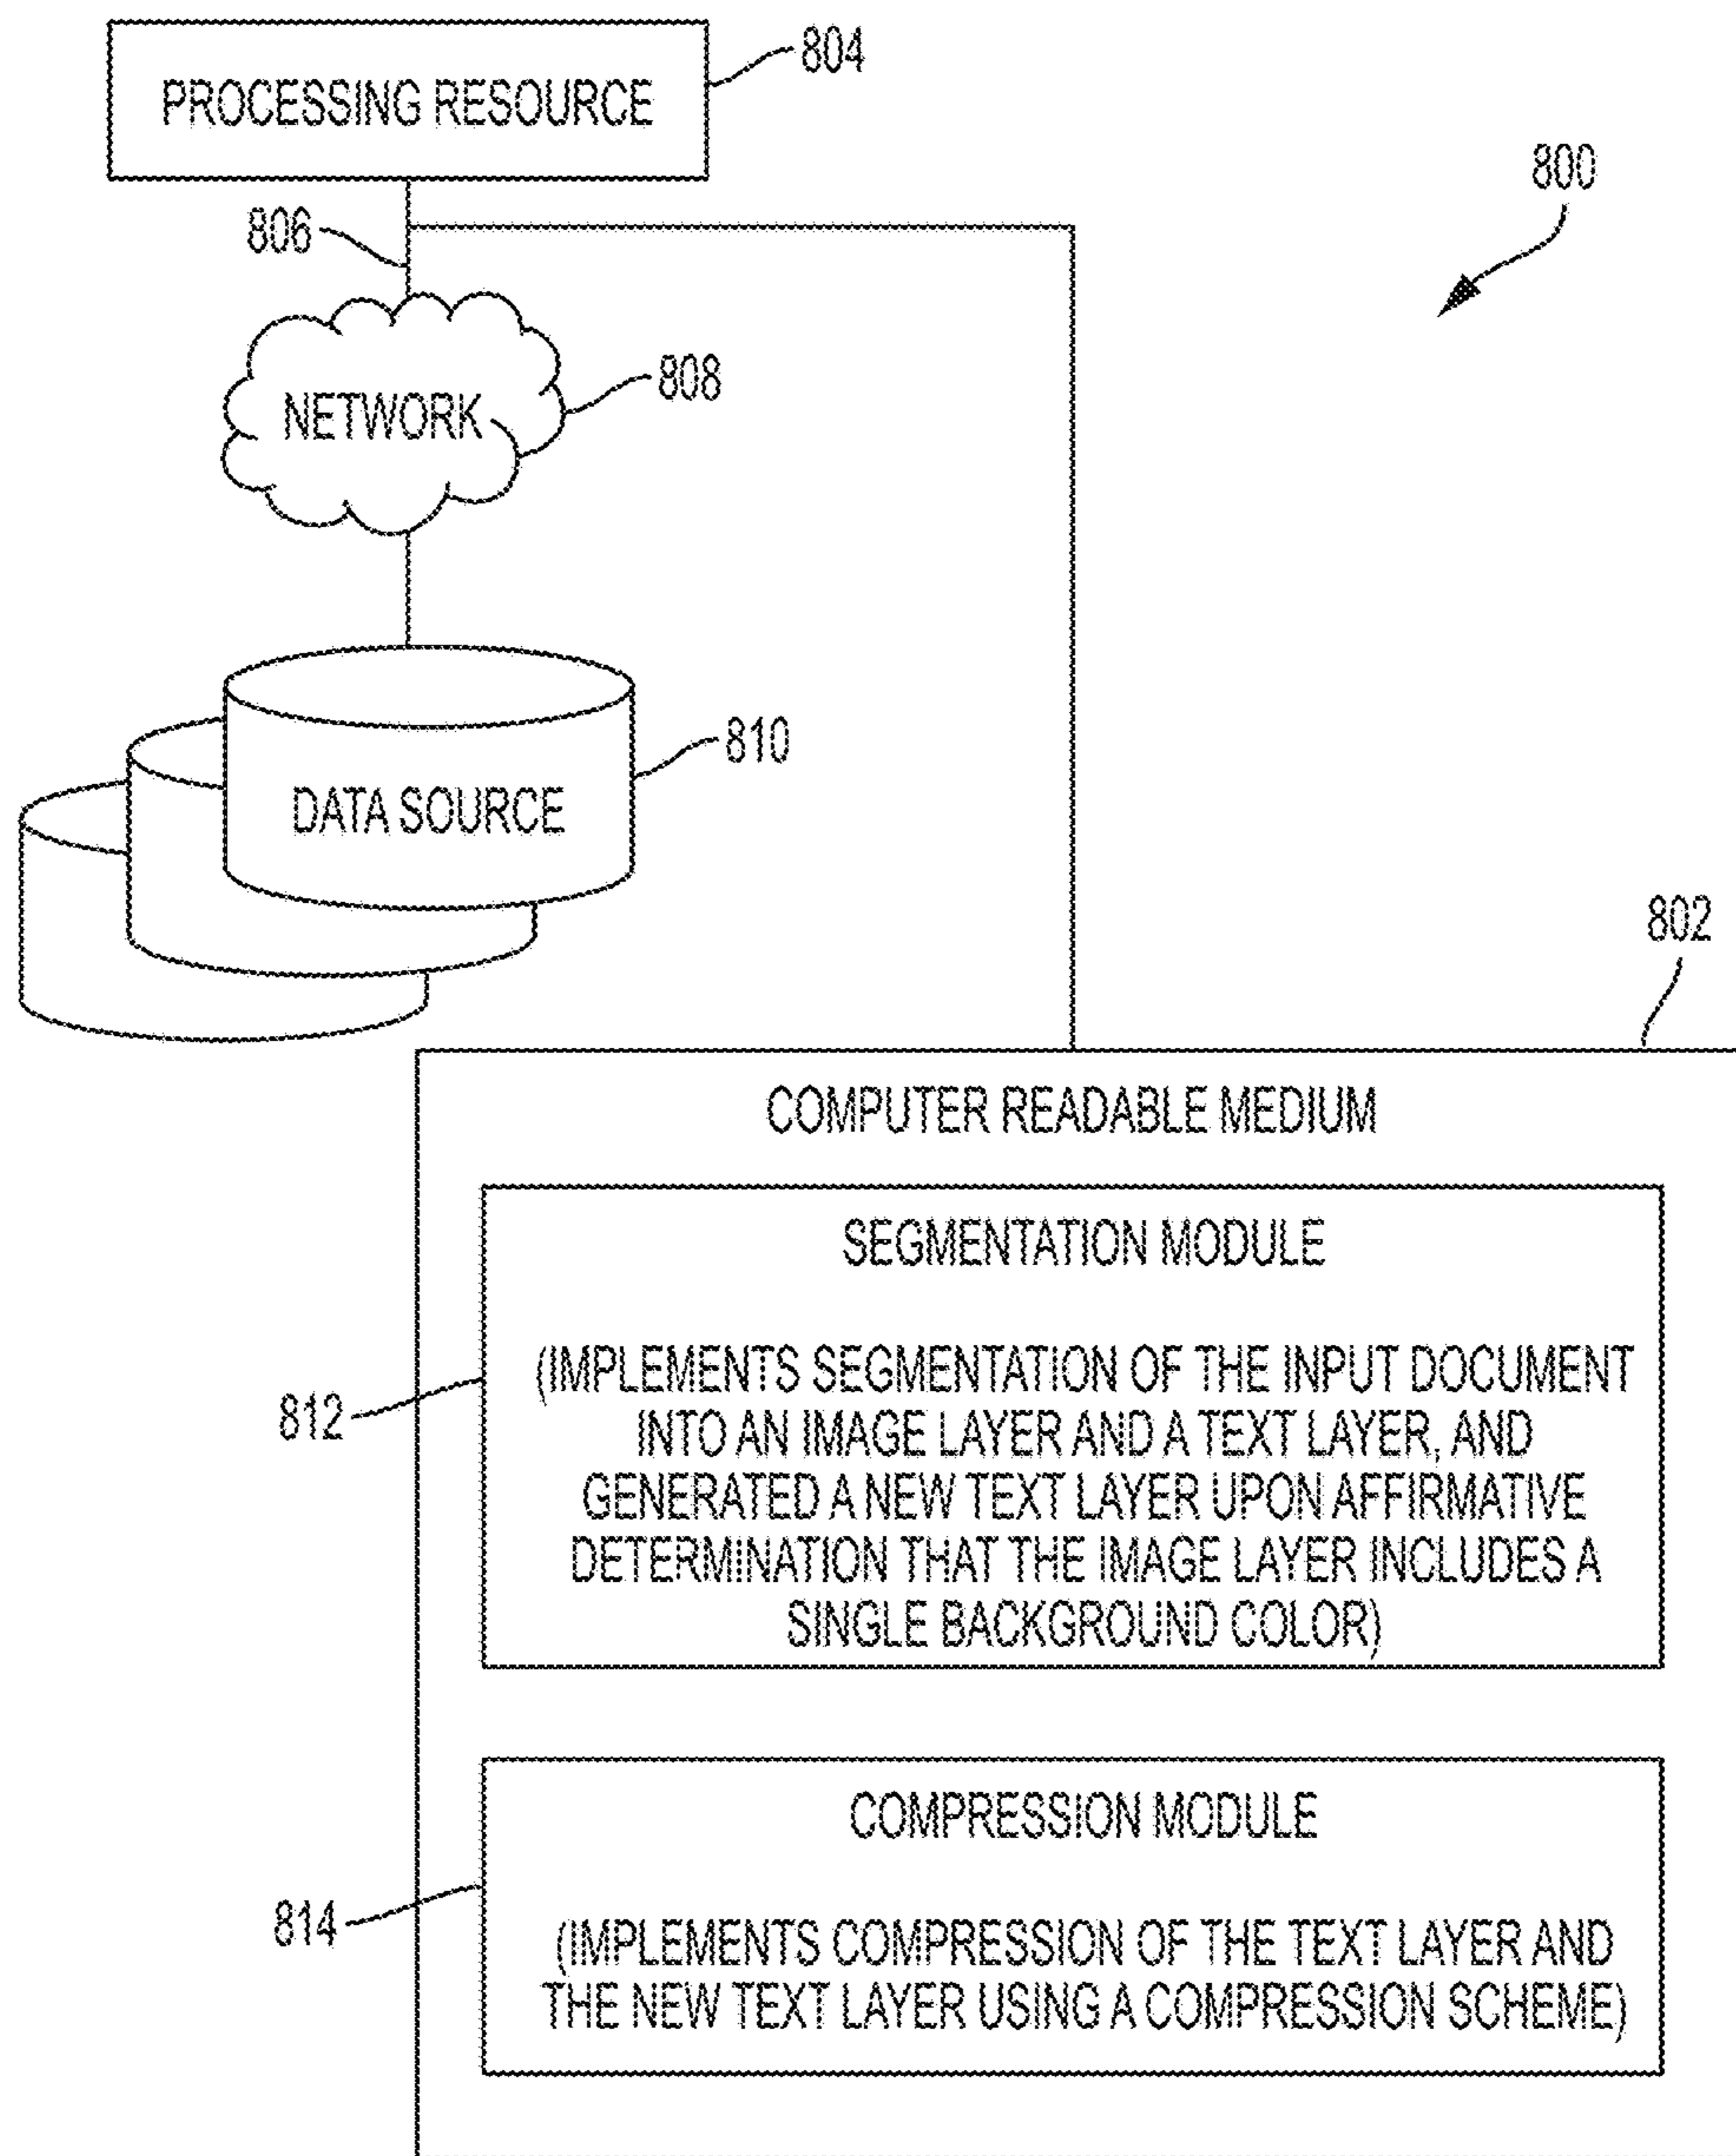 PROCESSING RESOURCE
804
800
806
NETWORK
808
810
DATA SOURCE
802
COMPUTER READABLE MEDIUM
SEGMENTATION MODULE
(IMPLEMENTS SEGMENTATION OF THE INPUT DOCUMENT
INTO AN IMAGE LAYER AND A TEXT LAYER, AND
GENERATED A NEW TEXT LAYER UPON AFFIRMATIVE
DETERMINATION THAT THE IMAGE LAYER INCLUDES A
SINGLE BACKGROUND COLOR)
812
COMPRESSION MODULE
814
(IMPLEMENTS COMPRESSION OF THE TEXT LAYER AND
THE NEW TEXT LAYER USING A COMPRESSION SCHEME)